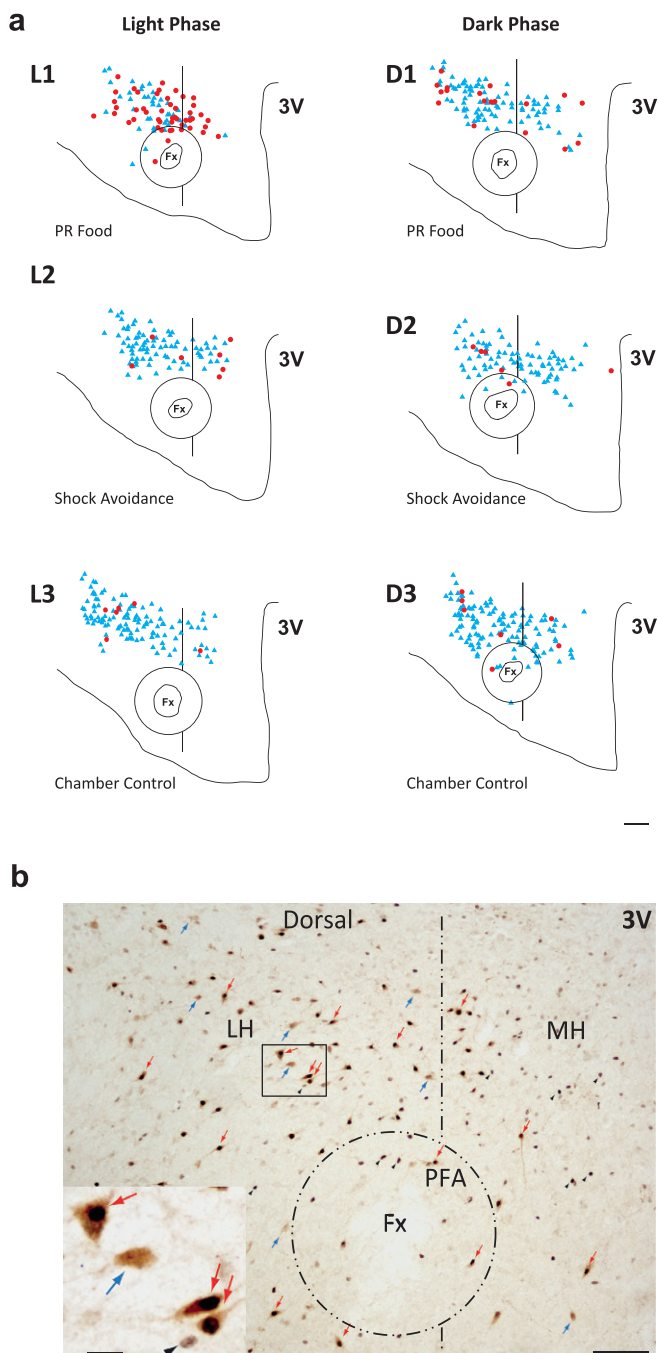 a
Light Phase Dark Phase
L1 3V
Fx
PR Food
D1 3V
Fx
PR Food
L2 3V
Fx
Shock Avoidance
D2 3V
Fx
Shock Avoidance
L3 3V
Fx
Chamber Control
D3 3V
Fx
Chamber Control
b
Dorsal 3V
LH MH
PFA
Fx